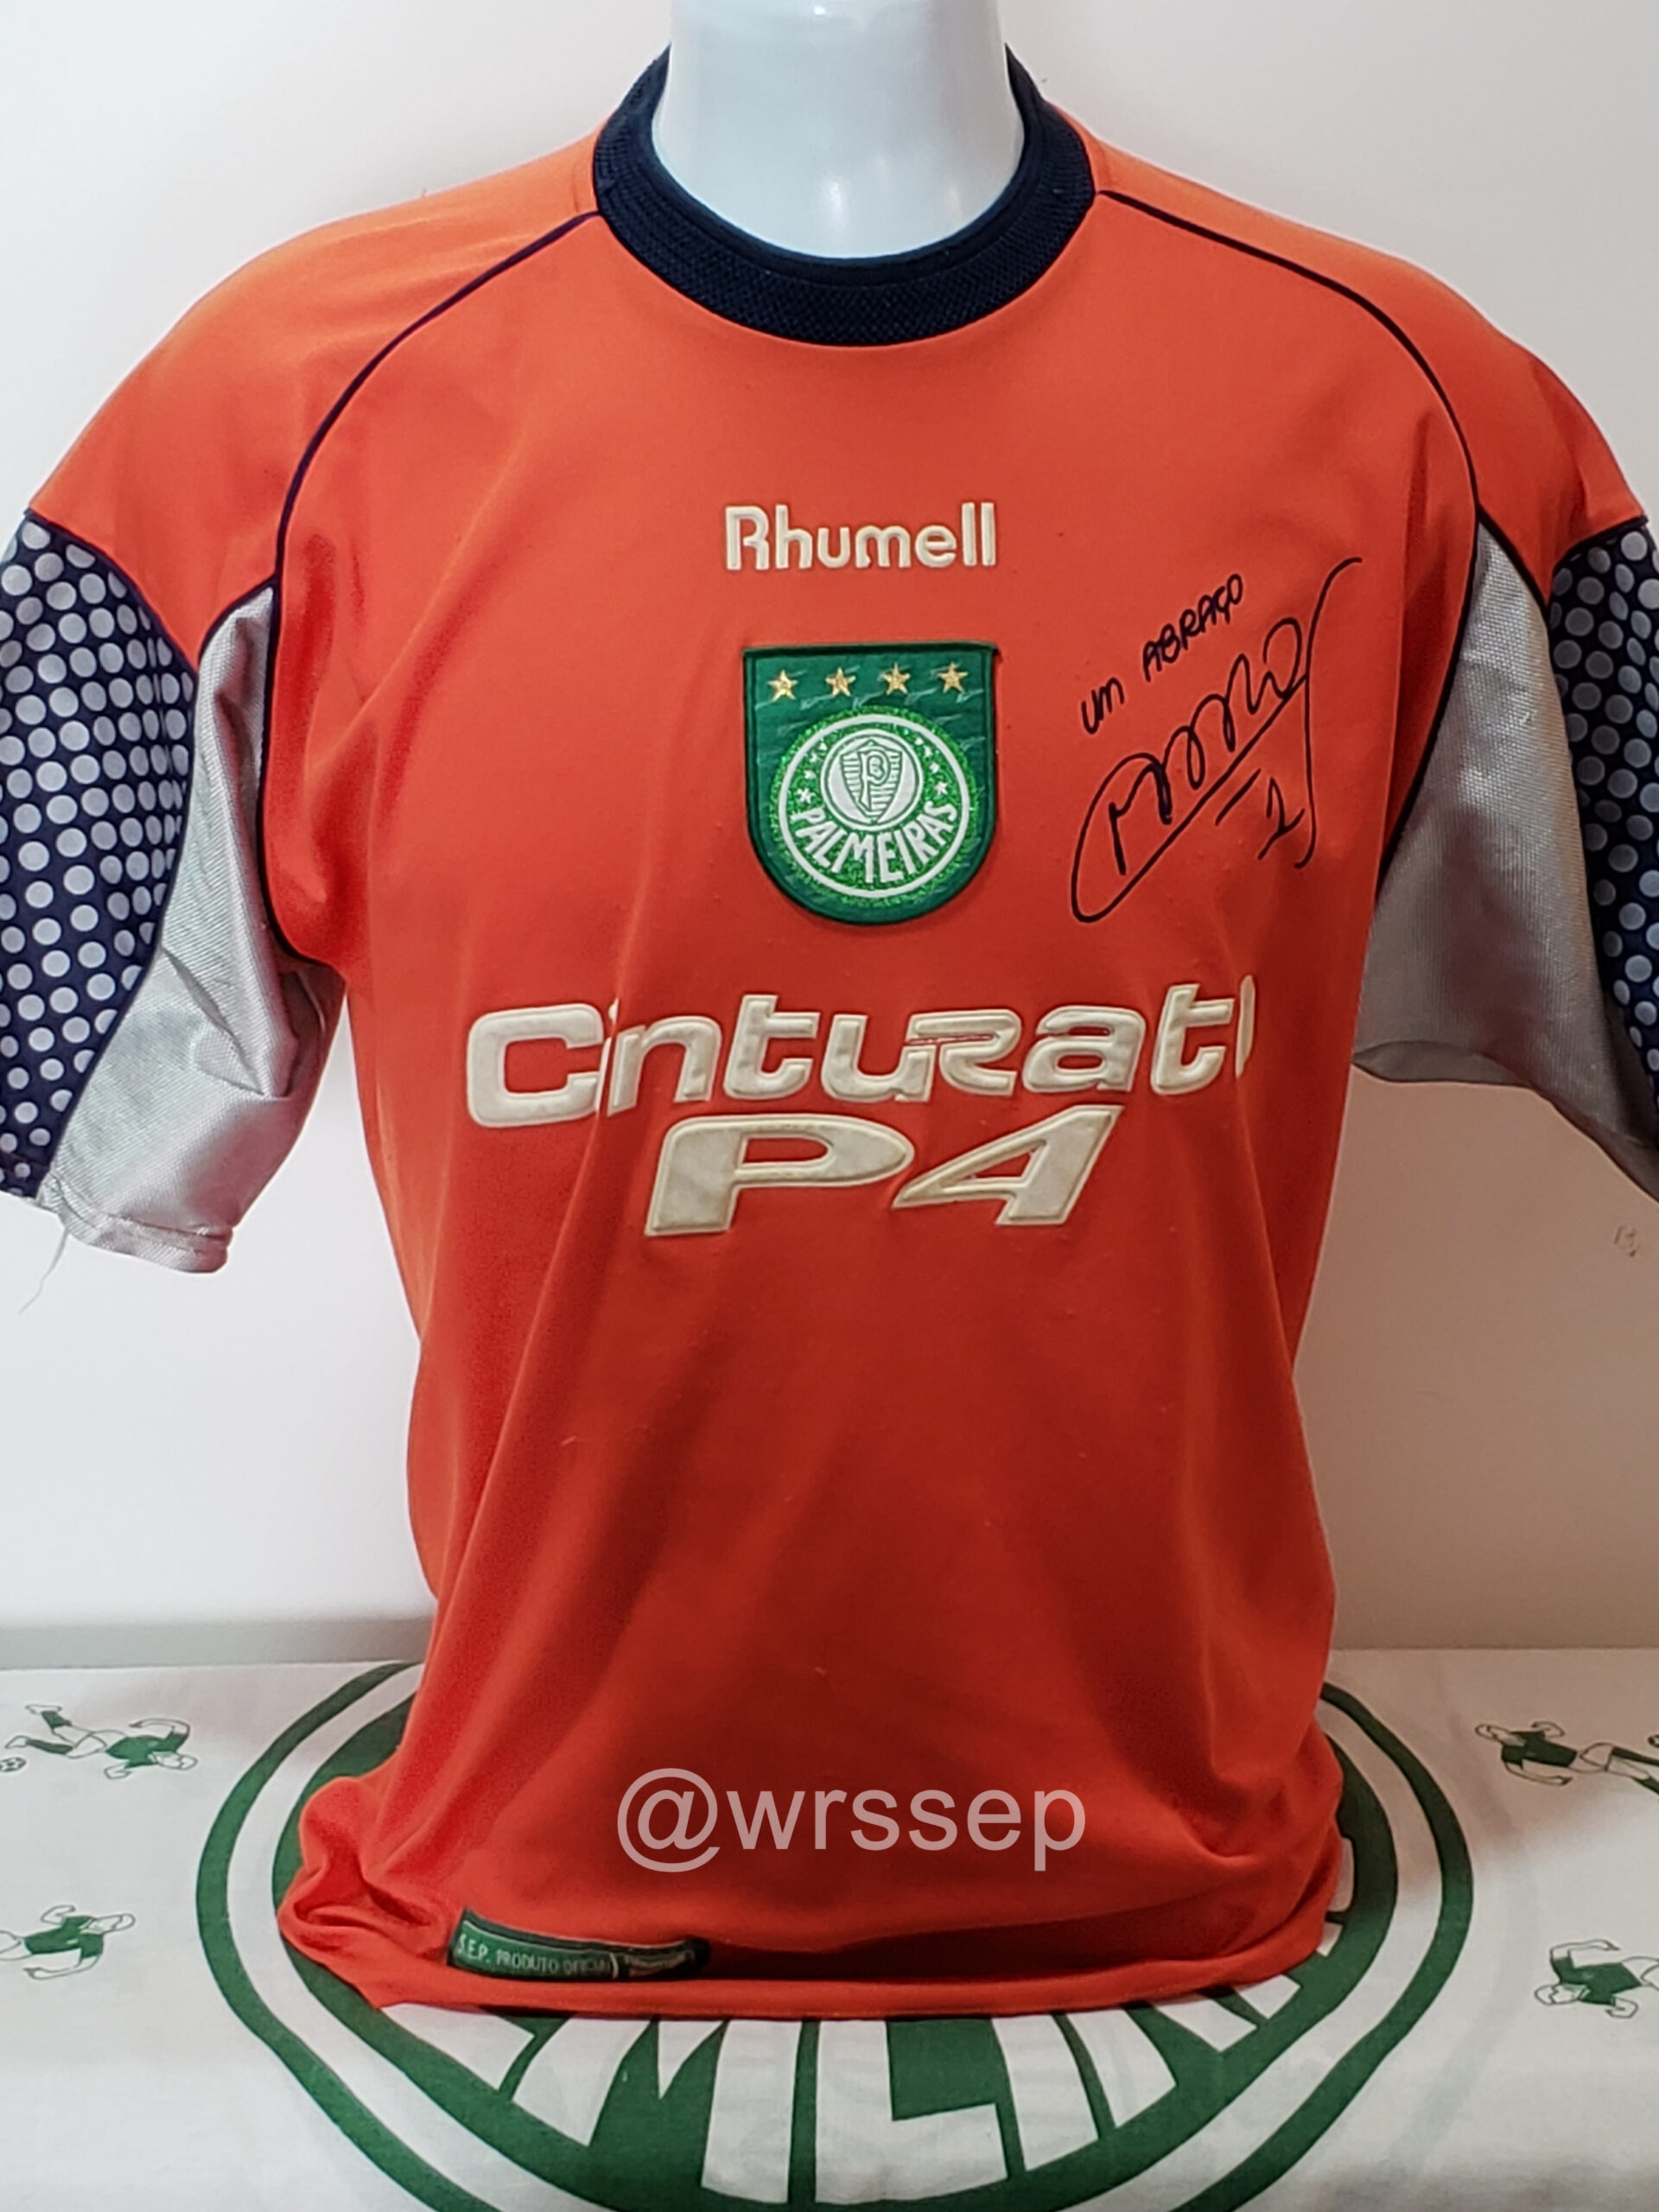 Rhumell
UM ABRAÇO
PALMEIRAS
Cinturato
P4
@wrssep
S.E.P. PRODUTO OFICIAL